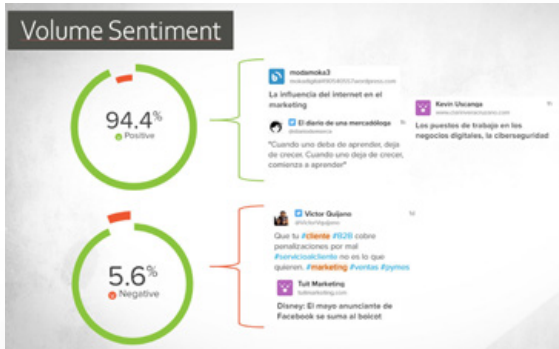 Volume Sentiment
94.4%
Positive
modamoka3
La influencia del internet en el
marketing
El diario de una mercadóloga
"Cuando uno deba de aprender, deja
de crecer. Cuando uno deja de crecer,
comienza a aprender"
Kevin Uscanga
Los puestos de trabajo en los
negocios digitales, la ciberseguridad
5.6%
Negative
Victor Quijano
1d
Que tu #cliente #B2B cobre
penalizaciones por mal
#servicioalcliente no es lo que
quieren. #marketing #ventas #pymes
Tuit Marketing
tuitmarketing.com
Disney: El mayo anunciante de
Facebook se suma al boicot